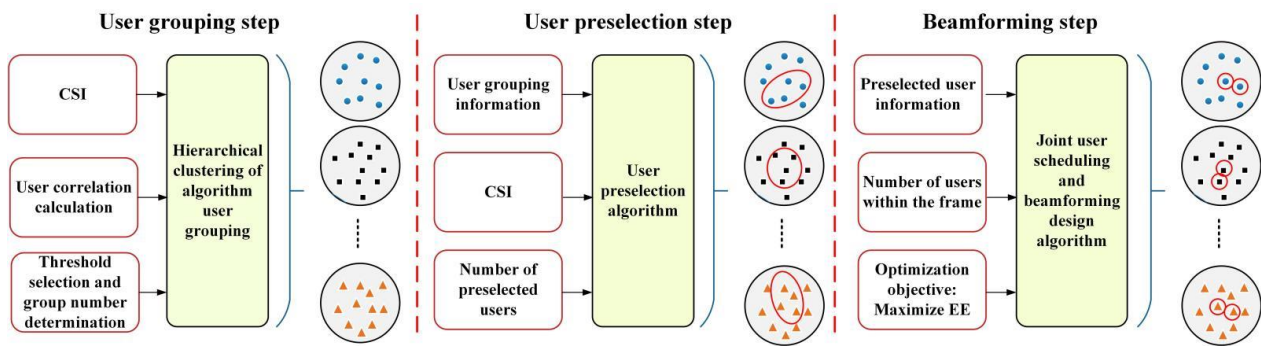 User grouping step
CSI
User correlation
calculation
Threshold
selection and
group number
determination
Hierarchical
clustering of
algorithm
user
grouping
User preselection step
User grouping
information
CSI
Number of
preselected
users
User
preselection
algorithm
Beamforming step
Preselected user
information
Number of users
within the frame
Optimization
objective:
Maximize EE
Joint user
scheduling
and
beamforming
design
algorithm